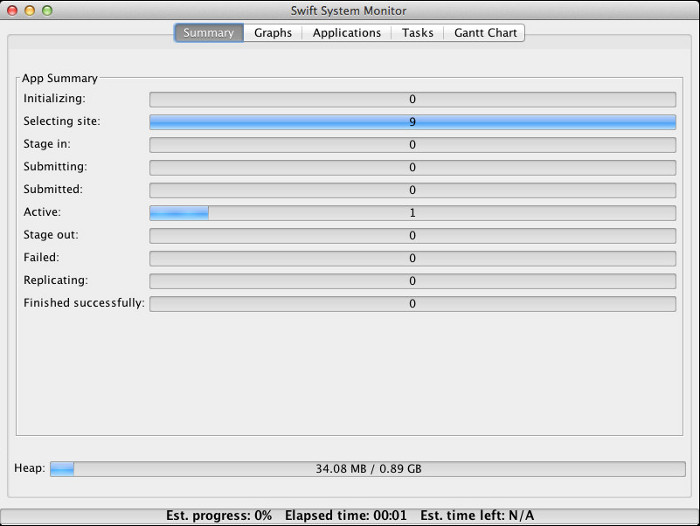 Swift System Monitor
Summary Graphs Applications Tasks Gantt Chart
App Summary
Initializing: 0
Selecting site: 9
Stage in: 0
Submitting: 0
Submitted: 0
Active: 1
Stage out: 0
Failed: 0
Replicating: 0
Finished successfully: 0
Heap: 34.08 MB / 0.89 GB
Est. progress: 0% Elapsed time: 00:01 Est. time left: N/A